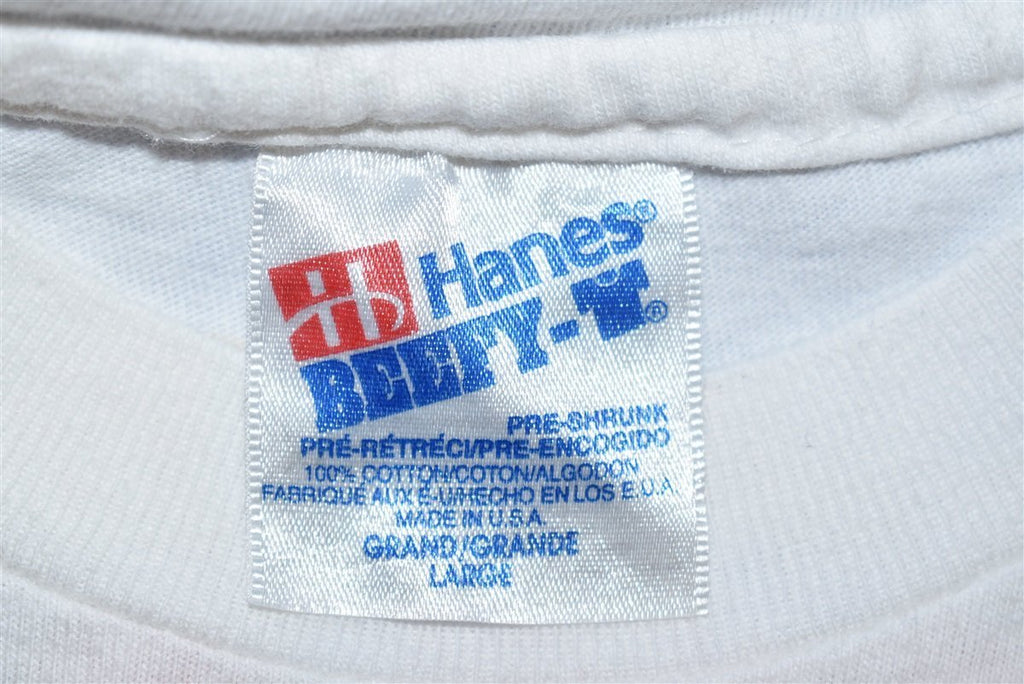 Hanes®
BEEFY-T®
PRE-SHRUNK
PRÉ-RÉTRÉCI/PRE-ENCOGIDO
100% COTTON/COTON/ALGODON
FABRIQUÉ AUX É-U/HECHO EN LOS E.U.A.
MADE IN U.S.A.
GRAND/GRANDE
LARGE